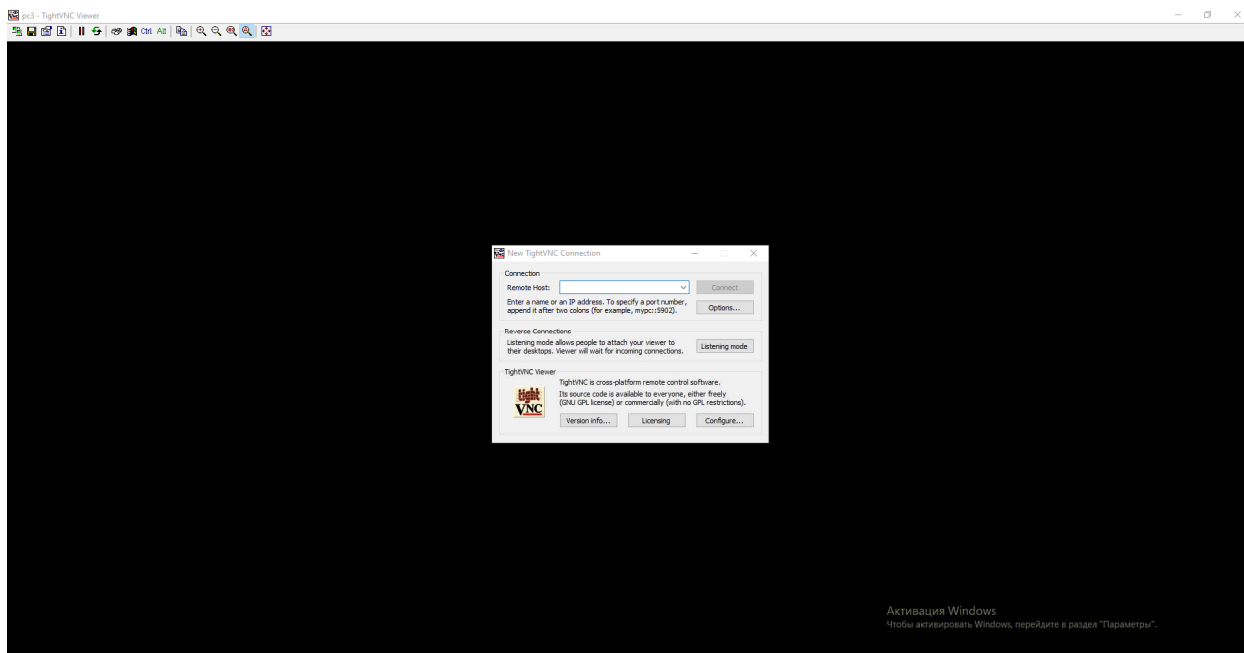 pc3 - TightVNC Viewer
Ctrl Alt
New TightVNC Connection
Connection
Remote Host:
Connect
Enter a name or an IP address. To specify a port number,
append it after two colons (for example, mypc::5902).
Options...
Reverse Connections
Listening mode allows people to attach your viewer to
their desktops. Viewer will wait for incoming connections.
Listening mode
TightVNC Viewer
TightVNC is cross-platform remote control software.
Its source code is available to everyone, either freely
(GNU GPL license) or commercially (with no GPL restrictions).
tight
VNC
Version info...
Licensing
Configure...
Активация Windows
Чтобы активировать Windows, перейдите в раздел "Параметры".